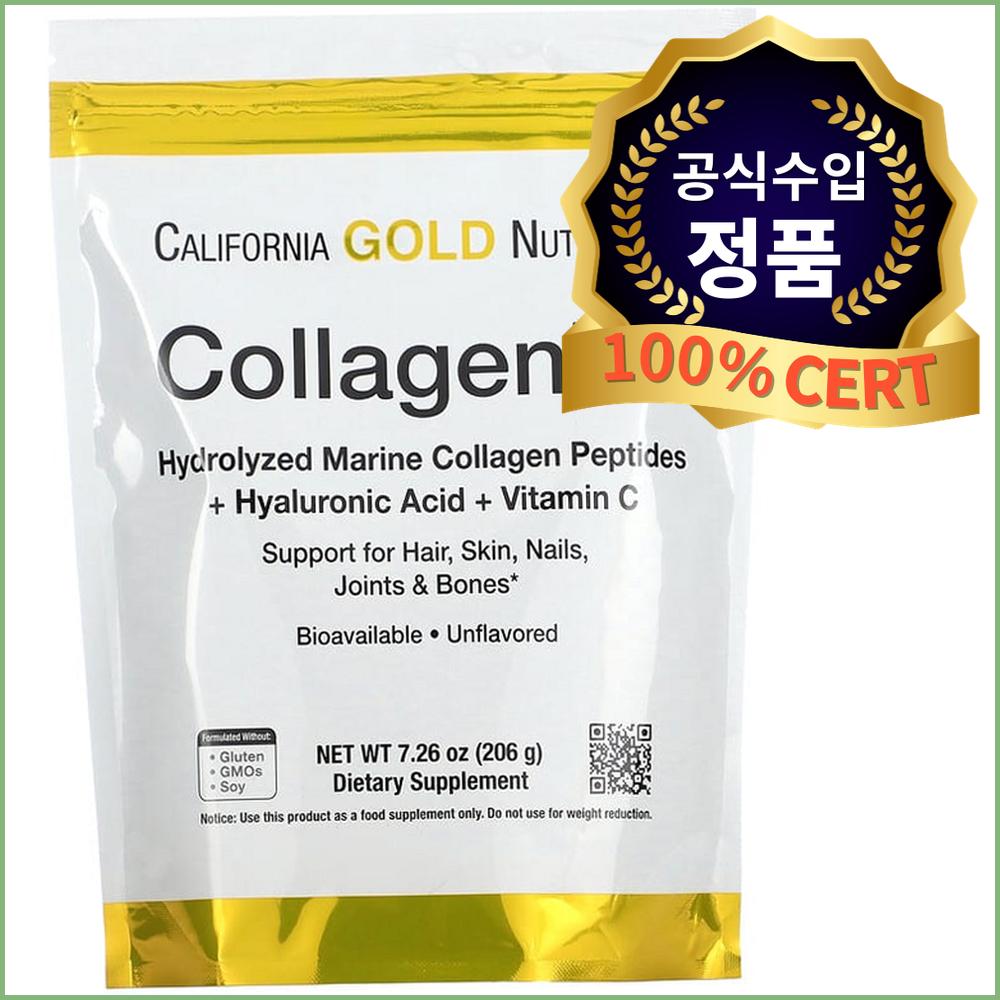 CALIFORNIA GOLD NUT
Collagen
Hydrolyzed Marine Collagen Peptides
+ Hyaluronic Acid + Vitamin C
Support for Hair, Skin, Nails,
Joints & Bones*
Bioavailable • Unflavored
Formulated Without:
• Gluten
• GMOs
• Soy
NET WT 7.26 oz (206 g)
Dietary Supplement
Notice: Use this product as a food supplement only. Do not use for weight reduction.
공식수입
정품
100% CERT